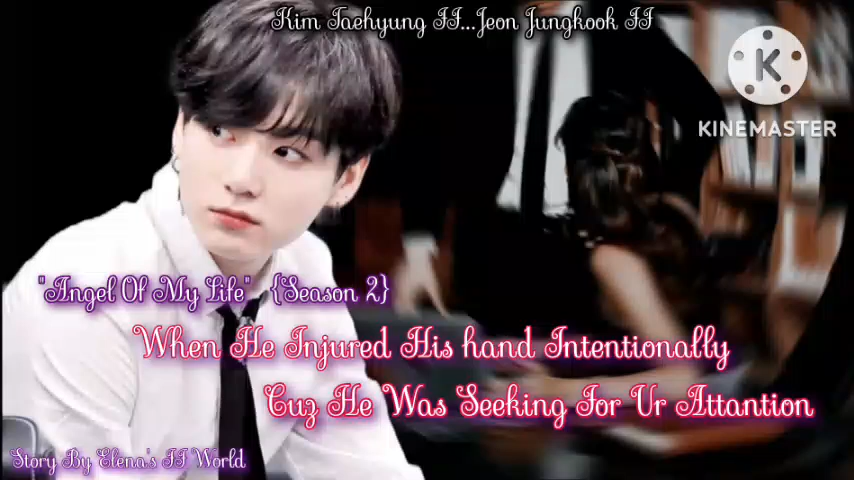 Kim Taehyung FF...Jeon Jungkook FF
KINEMASTER
"Angel Of My Life" {Season 2}
When He Injured His hand Intentionally
Cuz He Was Seeking For Ur Attantion
Story By Elena's FF World